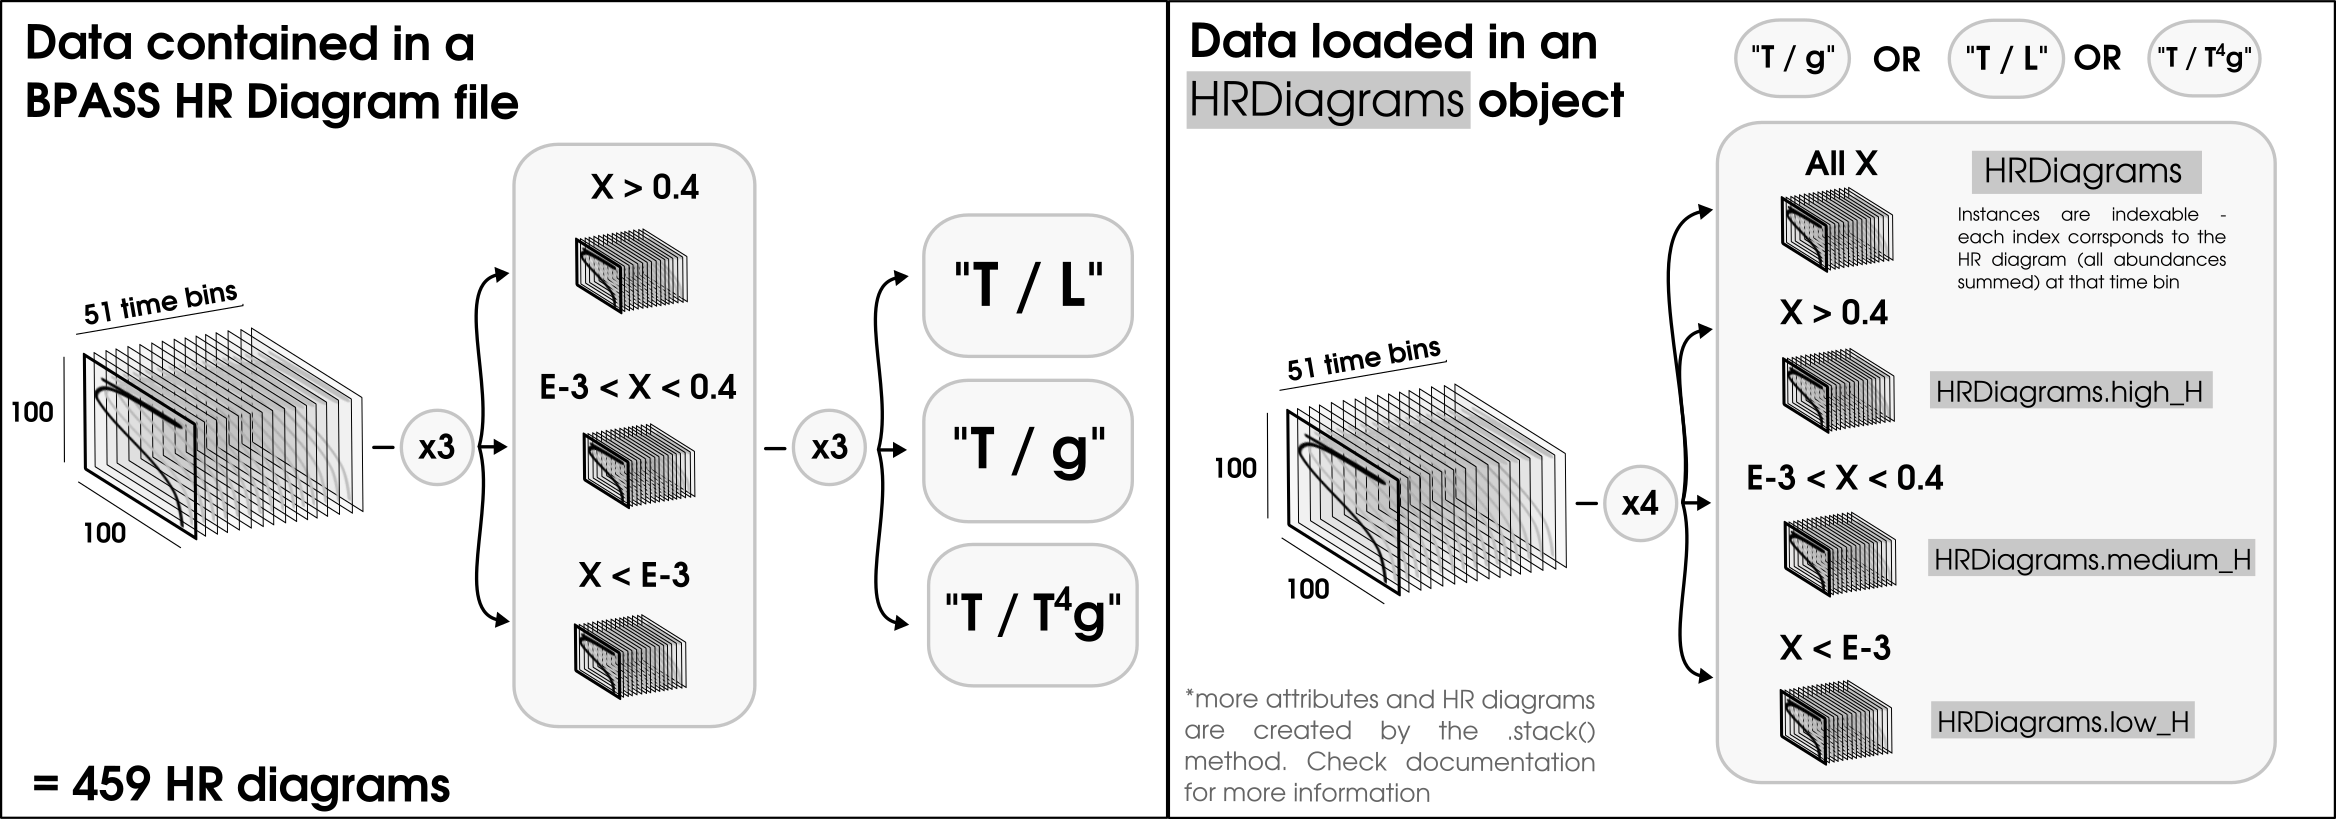 Data contained in a
BPASS HR Diagram file
51 time bins
100
100
x3
X > 0.4
E-3 < X < 0.4
X < E-3
x3
"T / L"
"T / g"
"T / T⁴g"
= 459 HR diagrams
Data loaded in an
HRDiagrams object
"T / g" OR "T / L" OR "T / T⁴g"
51 time bins
100
100
x4
All X
HRDiagrams
Instances are indexable -
each index corrsponds to the
HR diagram (all abundances
summed) at that time bin
X > 0.4
HRDiagrams.high_H
E-3 < X < 0.4
HRDiagrams.medium_H
X < E-3
HRDiagrams.low_H
*more attributes and HR diagrams
are created by the .stack()
method. Check documentation
for more information